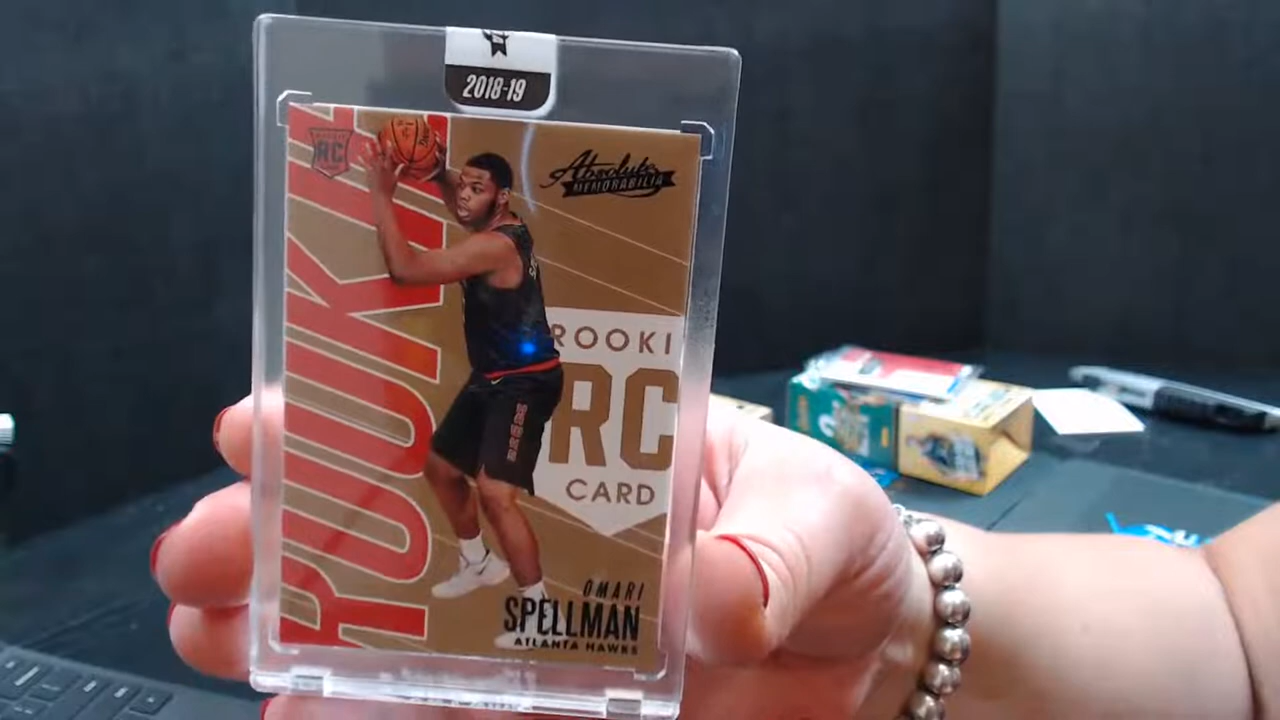 2018-19
RC
Absolute
MEMORABILIA
ROOKIE
ROOKI
RC
CARD
OMARI
SPELLMAN
ATLANTA HAWKS